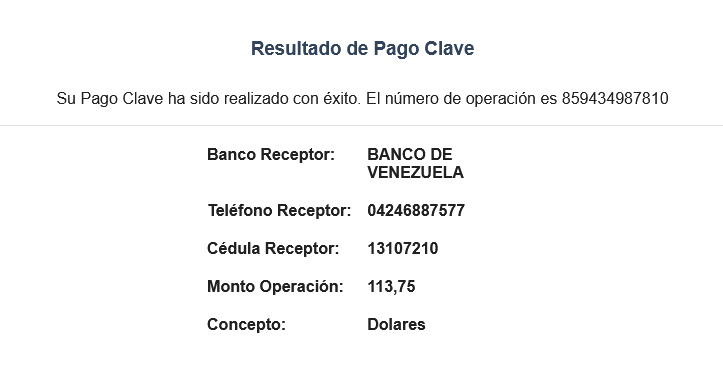 Resultado de Pago Clave
Su Pago Clave ha sido realizado con éxito. El número de operación es 859434987810
Banco Receptor: BANCO DE
VENEZUELA
Teléfono Receptor: 04246887577
Cédula Receptor: 13107210
Monto Operación: 113,75
Concepto: Dolares